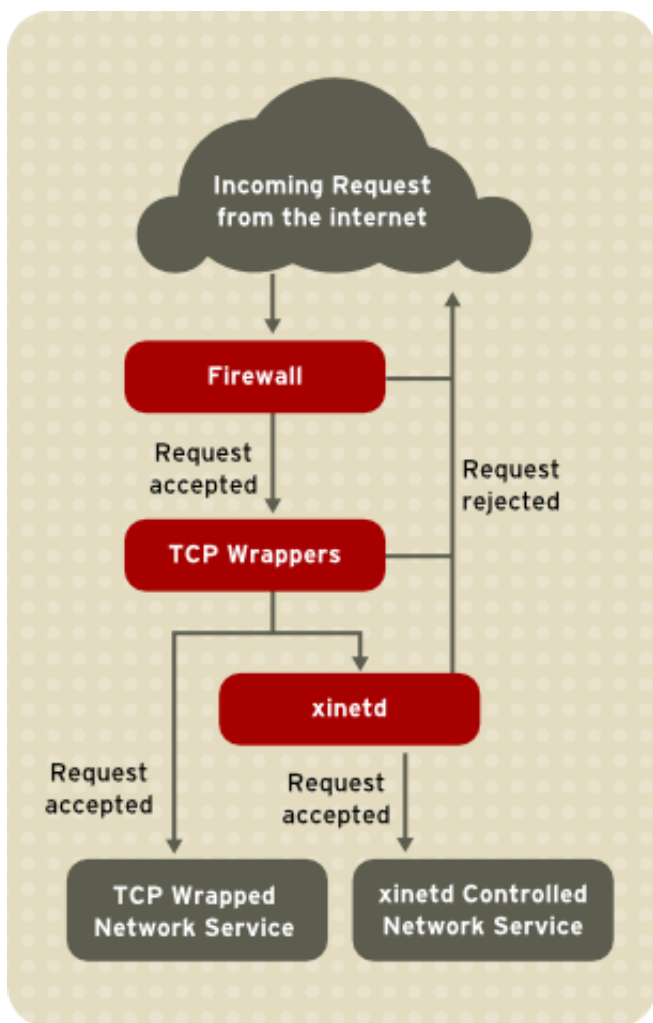 Incoming Request
from the internet
Firewall
Request
accepted
Request
rejected
TCP Wrappers
xinetd
Request
accepted
Request
accepted
TCP Wrapped
Network Service
xinetd Controlled
Network Service